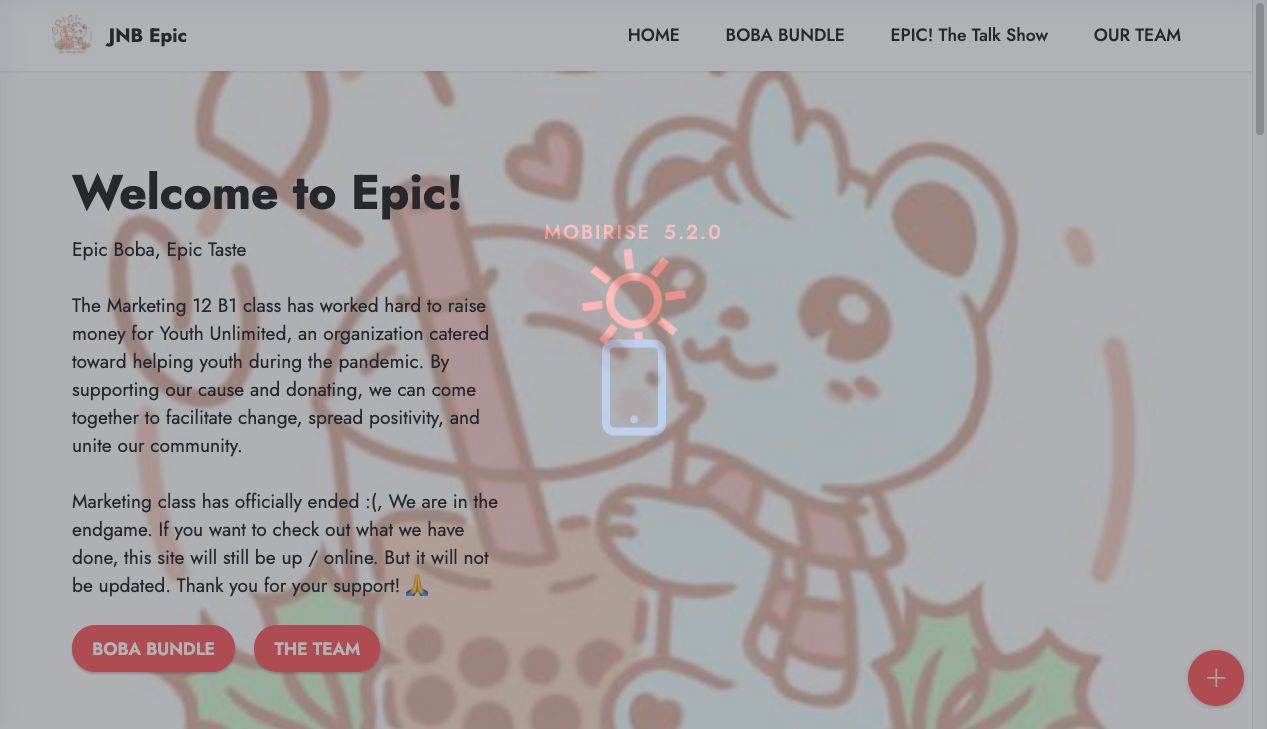 JNB Epic
HOME
BOBA BUNDLE
EPIC! The Talk Show
OUR TEAM
Welcome to Epic!
MOBIRISE 5.2.0
Epic Boba, Epic Taste
The Marketing 12 B1 class has worked hard to raise
money for Youth Unlimited, an organization catered
toward helping youth during the pandemic. By
supporting our cause and donating, we can come
together to facilitate change, spread positivity, and
unite our community.
Marketing class has officially ended :(, We are in the
endgame. If you want to check out what we have
done, this site will still be up / online. But it will not
be updated. Thank you for your support! 🙏
BOBA BUNDLE
THE TEAM